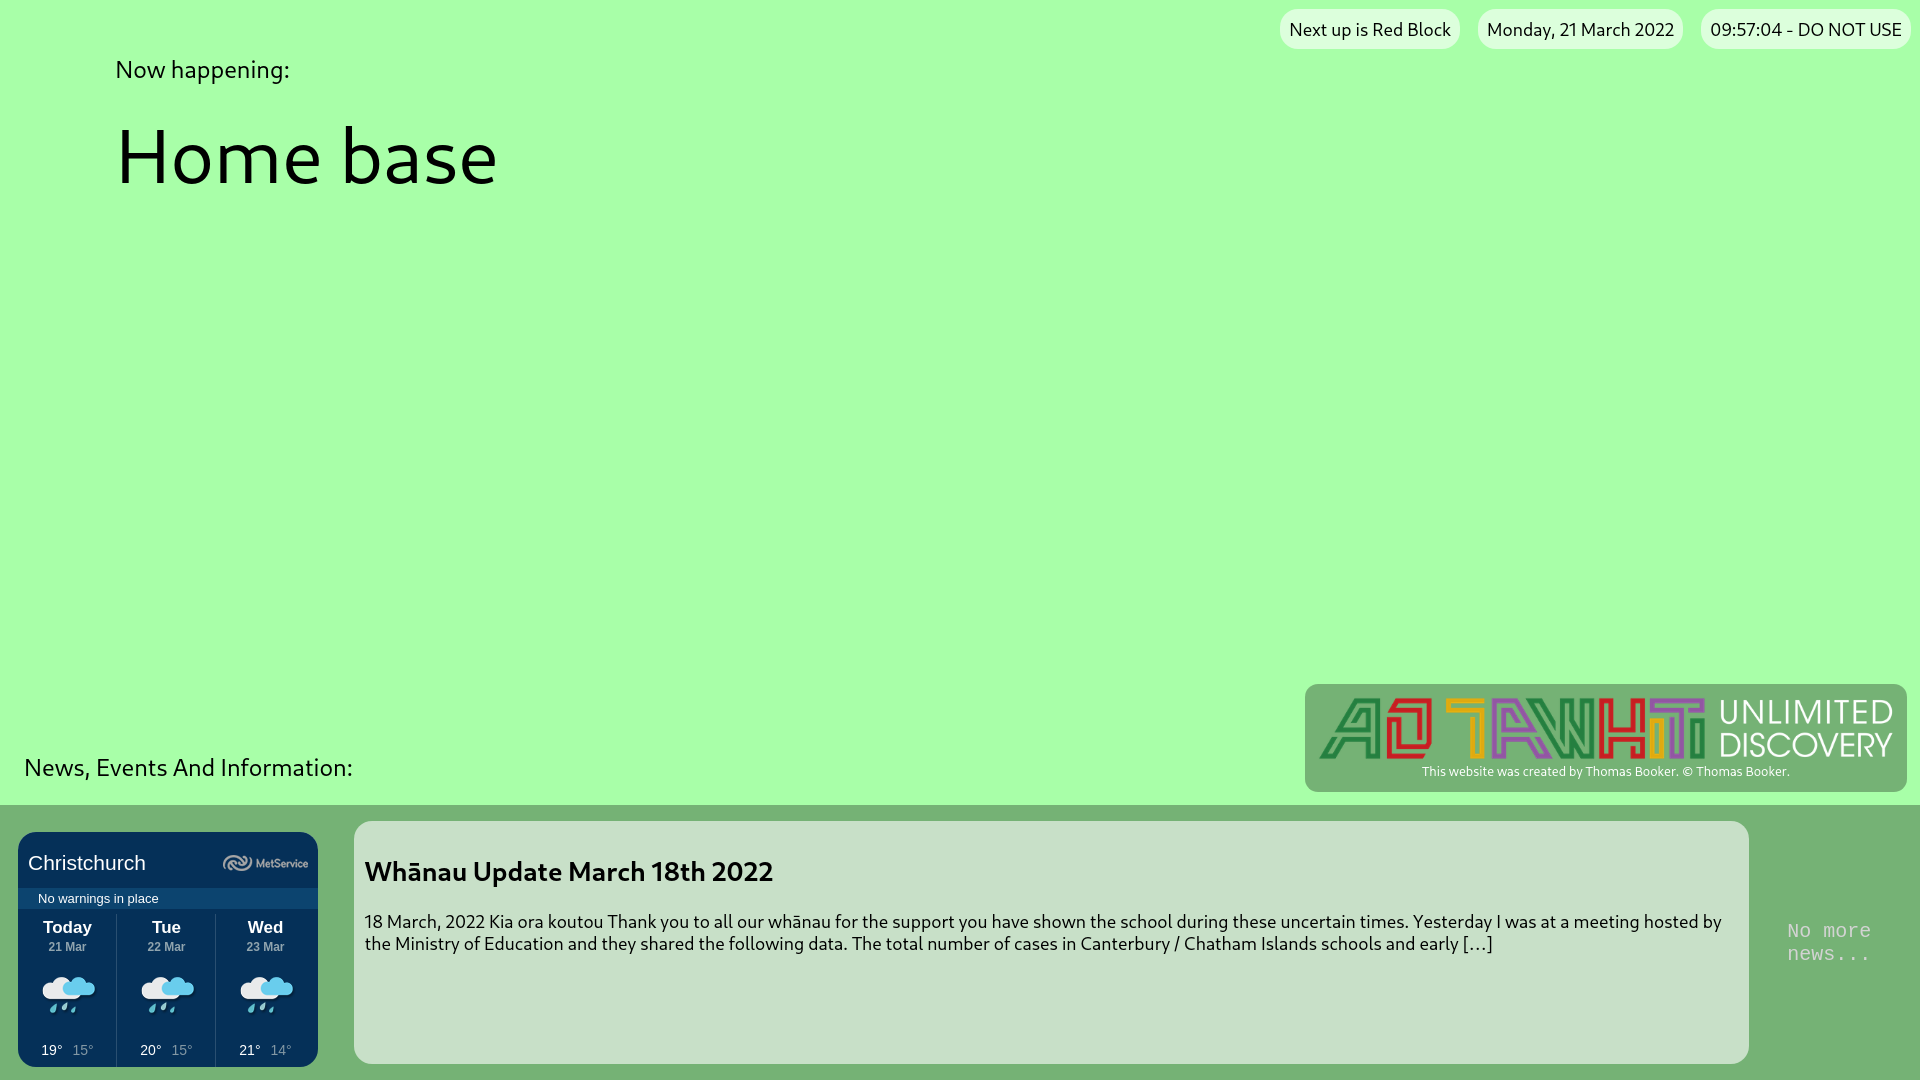 Next up is Red Block
Monday, 21 March 2022
09:57:04 - DO NOT USE
Now happening:
Home base
AO TAWHITI UNLIMITED DISCOVERY
This website was created by Thomas Booker. © Thomas Booker.
News, Events And Information:
Christchurch
MetService
No warnings in place
Today Tue Wed
21 Mar 22 Mar 23 Mar
19° 15° 20° 15° 21° 14°
Whānau Update March 18th 2022
18 March, 2022 Kia ora koutou Thank you to all our whānau for the support you have shown the school during these uncertain times. Yesterday I was at a meeting hosted by
the Ministry of Education and they shared the following data. The total number of cases in Canterbury / Chatham Islands schools and early […]
No more
news...